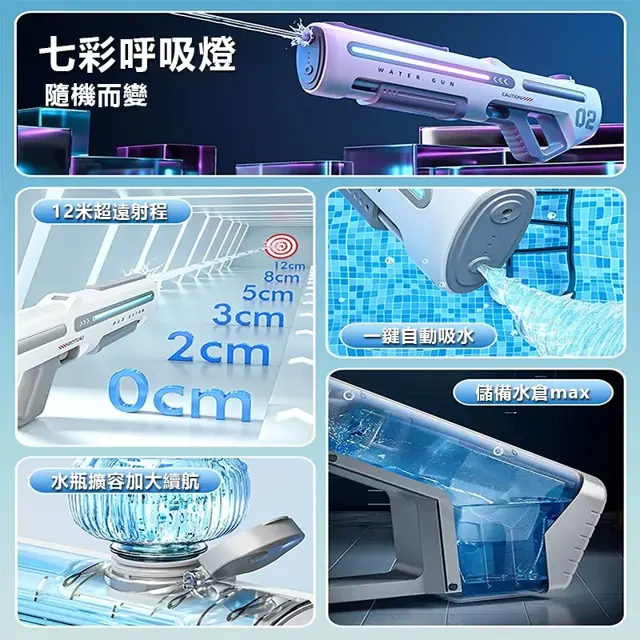 七彩呼吸燈
隨機而變
WATER GUN
CAUTION
02
12米超遠射程
12cm
8cm
5cm
3cm
2cm
0cm
一鍵自動吸水
儲備水倉max
水瓶擴容加大續航